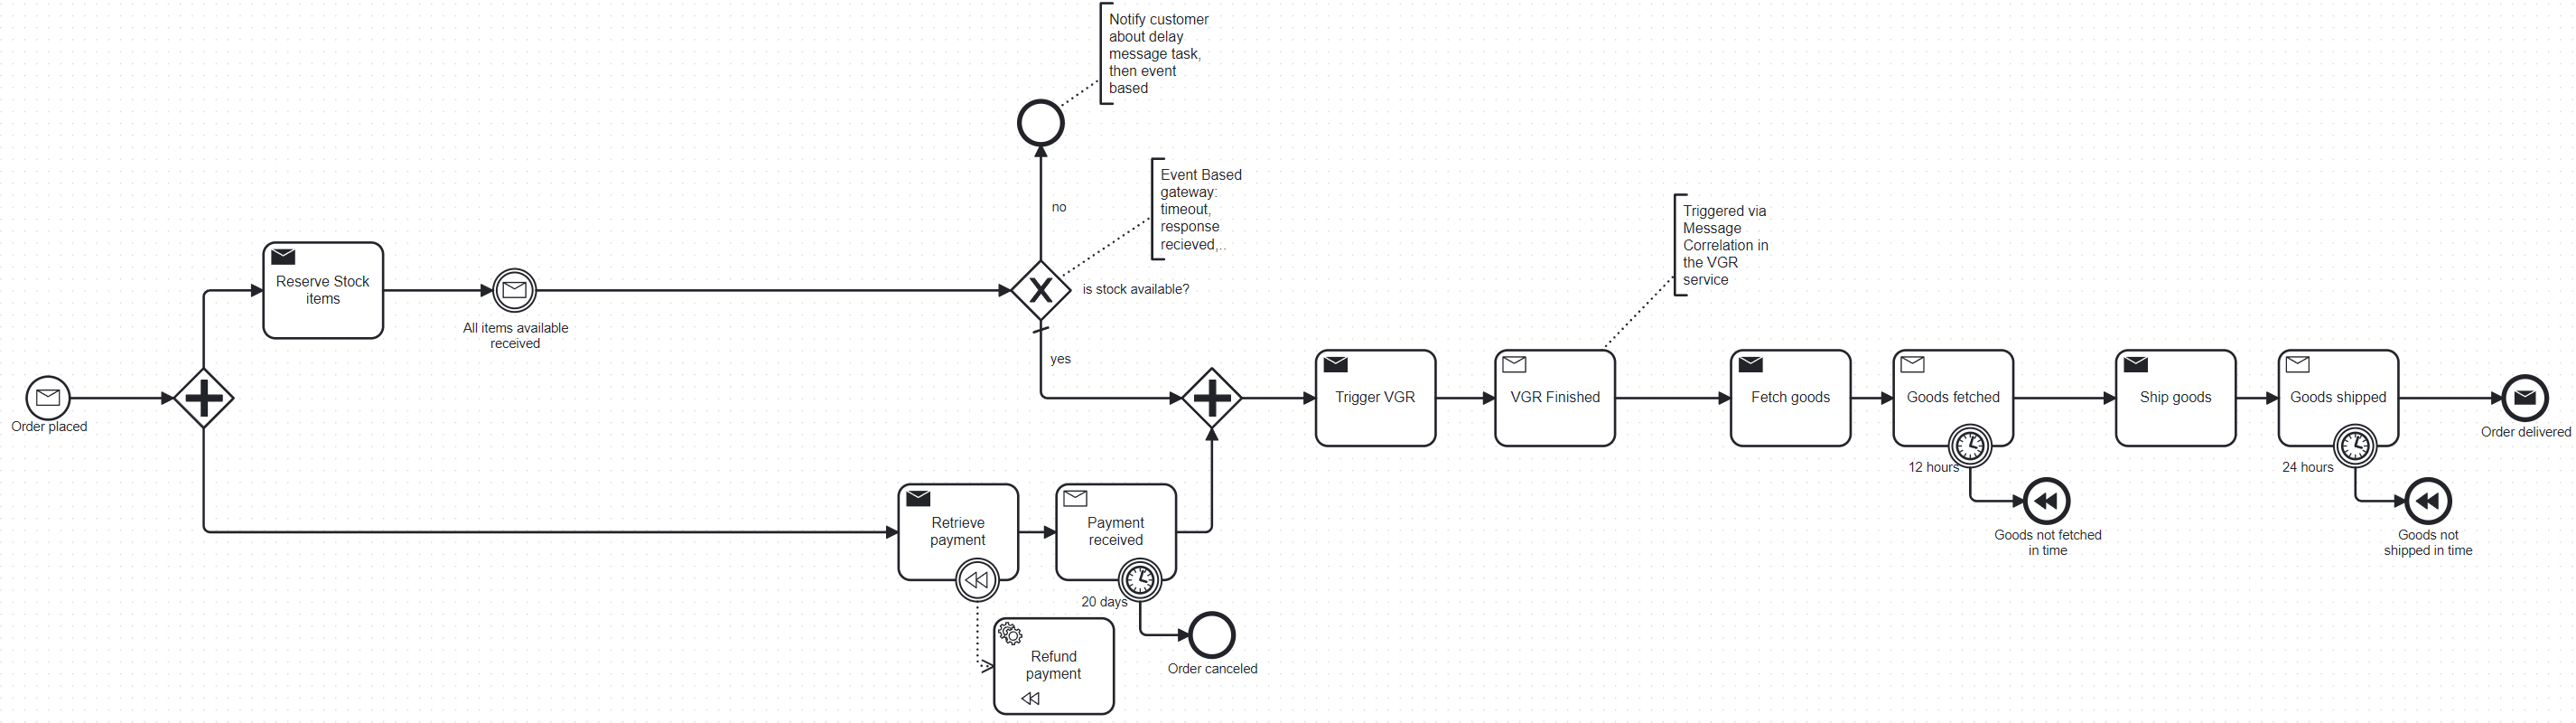 Notify customer
about delay
message task,
then event
based
Event Based
gateway:
timeout,
response
recieved,..
no
Triggered via
Message
Correlation in
the VGR
service
Reserve Stock
items
All items available
received
is stock available?
yes
Order placed
Trigger VGR
VGR Finished
Fetch goods
Goods fetched
12 hours
Goods not fetched
in time
Ship goods
Goods shipped
24 hours
Goods not
shipped in time
Order delivered
Retrieve
payment
Payment
received
20 days
Order canceled
Refund
payment